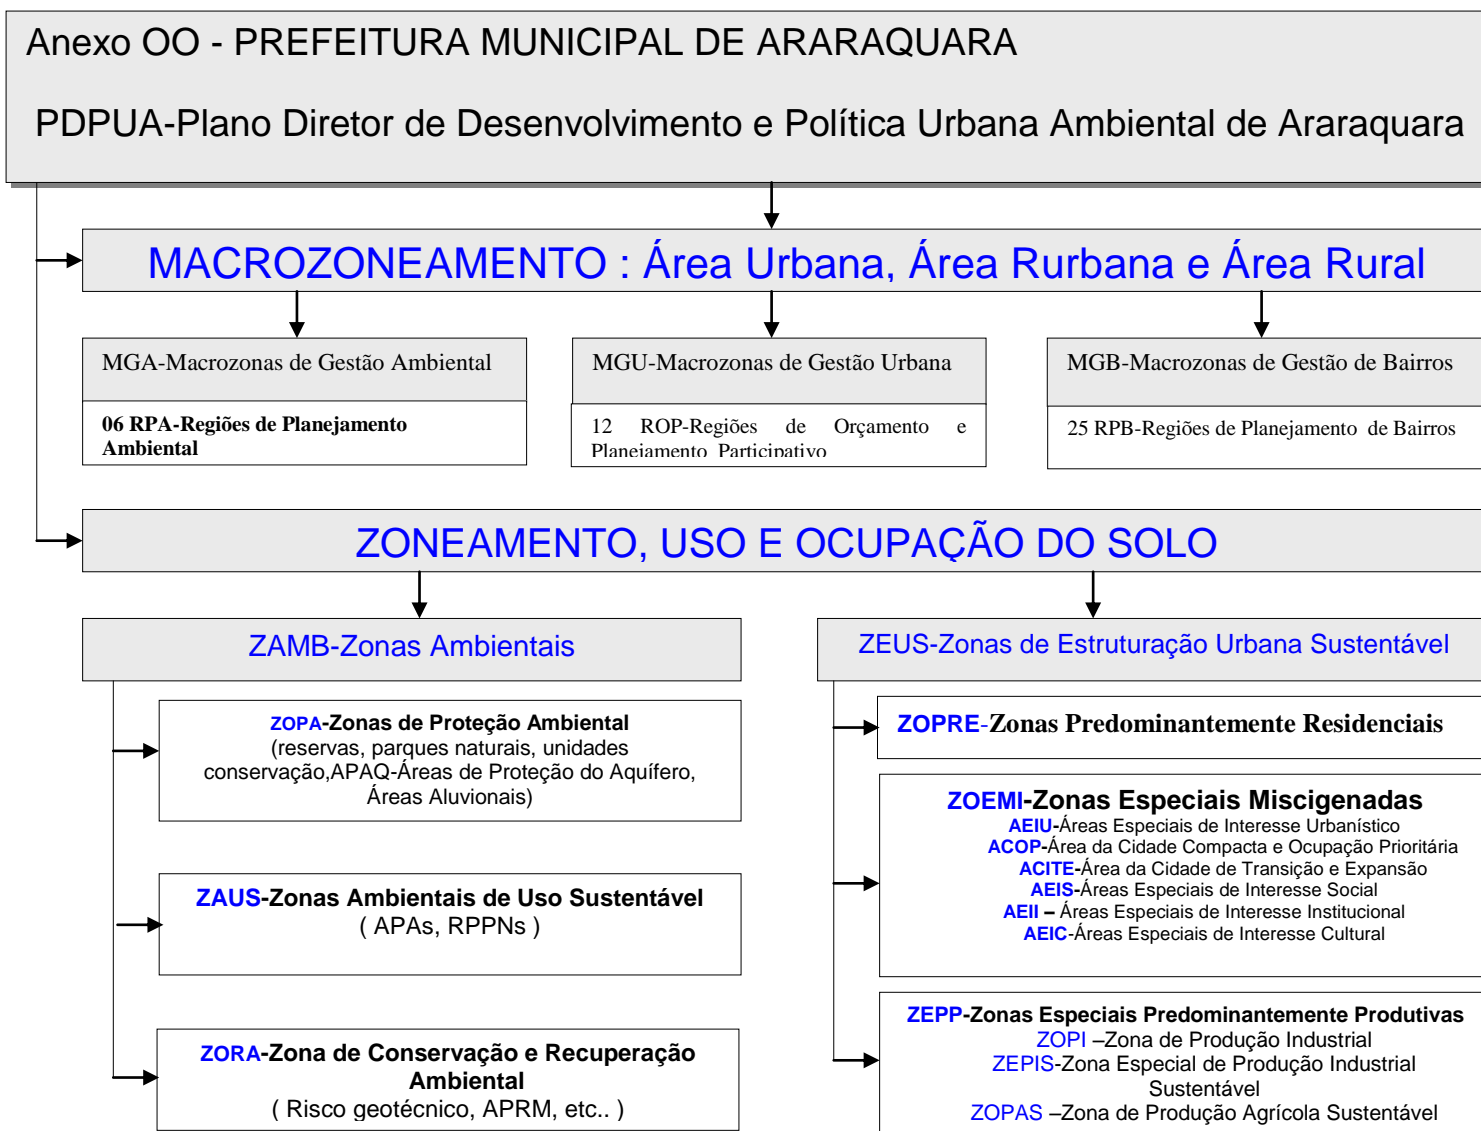 Anexo OO - PREFEITURA MUNICIPAL DE ARARAQUARA
PDPUA-Plano Diretor de Desenvolvimento e Política Urbana Ambiental de Araraquara
MACROZONEAMENTO : Área Urbana, Área Rurbana e Área Rural
MGA-Macrozonas de Gestão Ambiental
06 RPA-Regiões de Planejamento
Ambiental
MGU-Macrozonas de Gestão Urbana
12 ROP-Regiões de Orçamento e
Planejamento Participativo
MGB-Macrozonas de Gestão de Bairros
25 RPB-Regiões de Planejamento de Bairros
ZONEAMENTO, USO E OCUPAÇÃO DO SOLO
ZAMB-Zonas Ambientais
ZOPA-Zonas de Proteção Ambiental
(reservas, parques naturais, unidades
conservação,APAQ-Áreas de Proteção do Aquífero,
Áreas Aluvionais)
ZAUS-Zonas Ambientais de Uso Sustentável
( APAs, RPPNs )
ZORA-Zona de Conservação e Recuperação
Ambiental
( Risco geotécnico, APRM, etc.. )
ZEUS-Zonas de Estruturação Urbana Sustentável
ZOPRE-Zonas Predominantemente Residenciais
ZOEMI-Zonas Especiais Miscigenadas
AEIU-Áreas Especiais de Interesse Urbanístico
ACOP-Área da Cidade Compacta e Ocupação Prioritária
ACITE-Área da Cidade de Transição e Expansão
AEIS-Áreas Especiais de Interesse Social
AEII – Áreas Especiais de Interesse Institucional
AEIC-Áreas Especiais de Interesse Cultural
ZEPP-Zonas Especiais Predominantemente Produtivas
ZOPI –Zona de Produção Industrial
ZEPIS-Zona Especial de Produção Industrial
Sustentável
ZOPAS –Zona de Produção Agrícola Sustentável